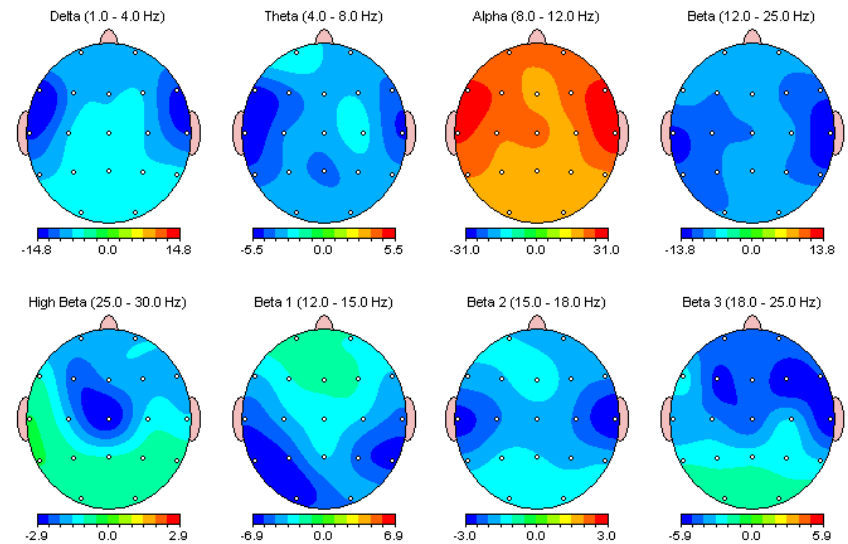 Delta (1.0 - 4.0 Hz)
Theta (4.0 - 8.0 Hz)
Alpha (8.0 - 12.0 Hz)
Beta (12.0 - 25.0 Hz)
-14.8 0.0 14.8
-5.5 0.0 5.5
-31.0 0.0 31.0
-13.8 0.0 13.8
High Beta (25.0 - 30.0 Hz)
Beta 1 (12.0 - 15.0 Hz)
Beta 2 (15.0 - 18.0 Hz)
Beta 3 (18.0 - 25.0 Hz)
-2.9 0.0 2.9
-6.9 0.0 6.9
-3.0 0.0 3.0
-5.9 0.0 5.9